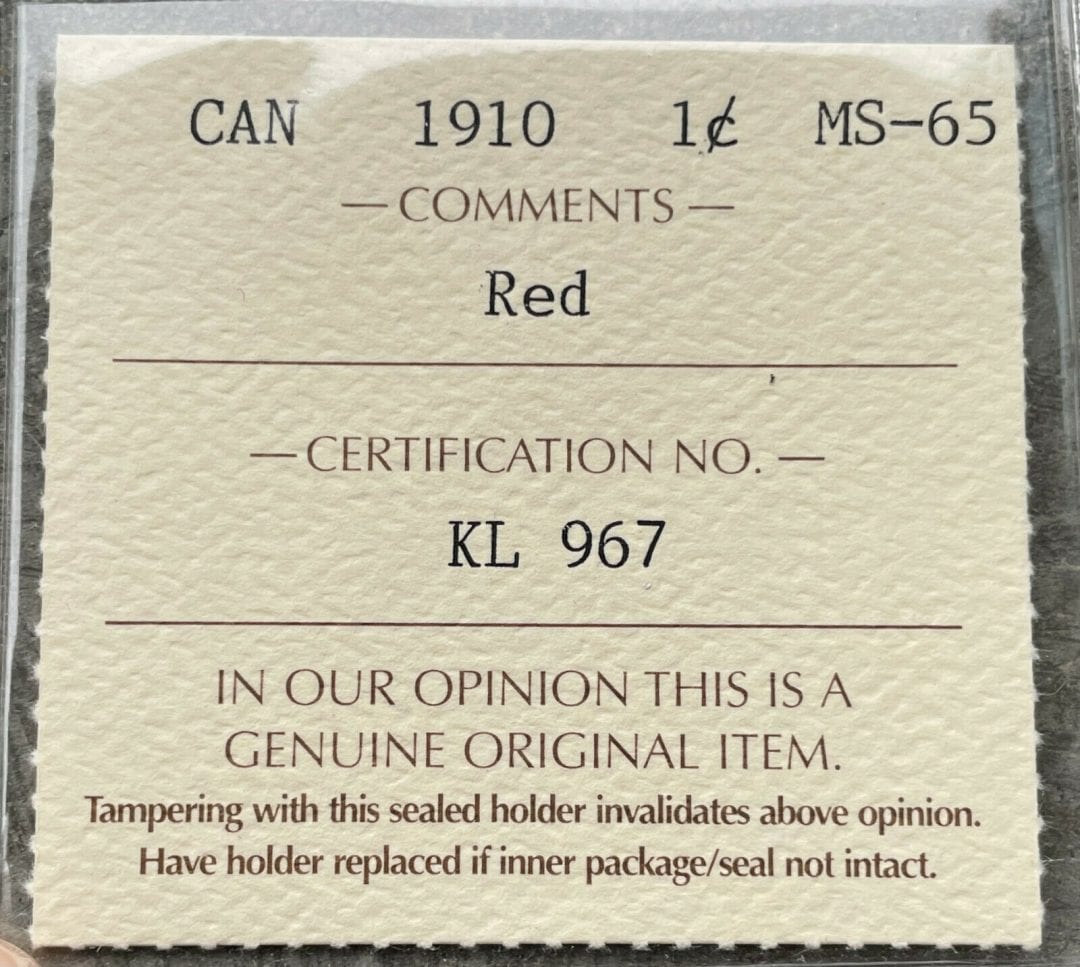 CAN 1910 1¢ MS-65
— COMMENTS —
Red
— CERTIFICATION NO. —
KL 967
IN OUR OPINION THIS IS A
GENUINE ORIGINAL ITEM.
Tampering with this sealed holder invalidates above opinion.
Have holder replaced if inner package/seal not intact.